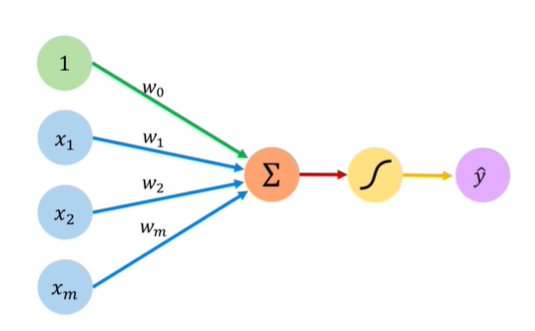 1
w₀
x₁
w₁
x₂
w₂
xₘ
wₘ
Σ
∫
ŷ